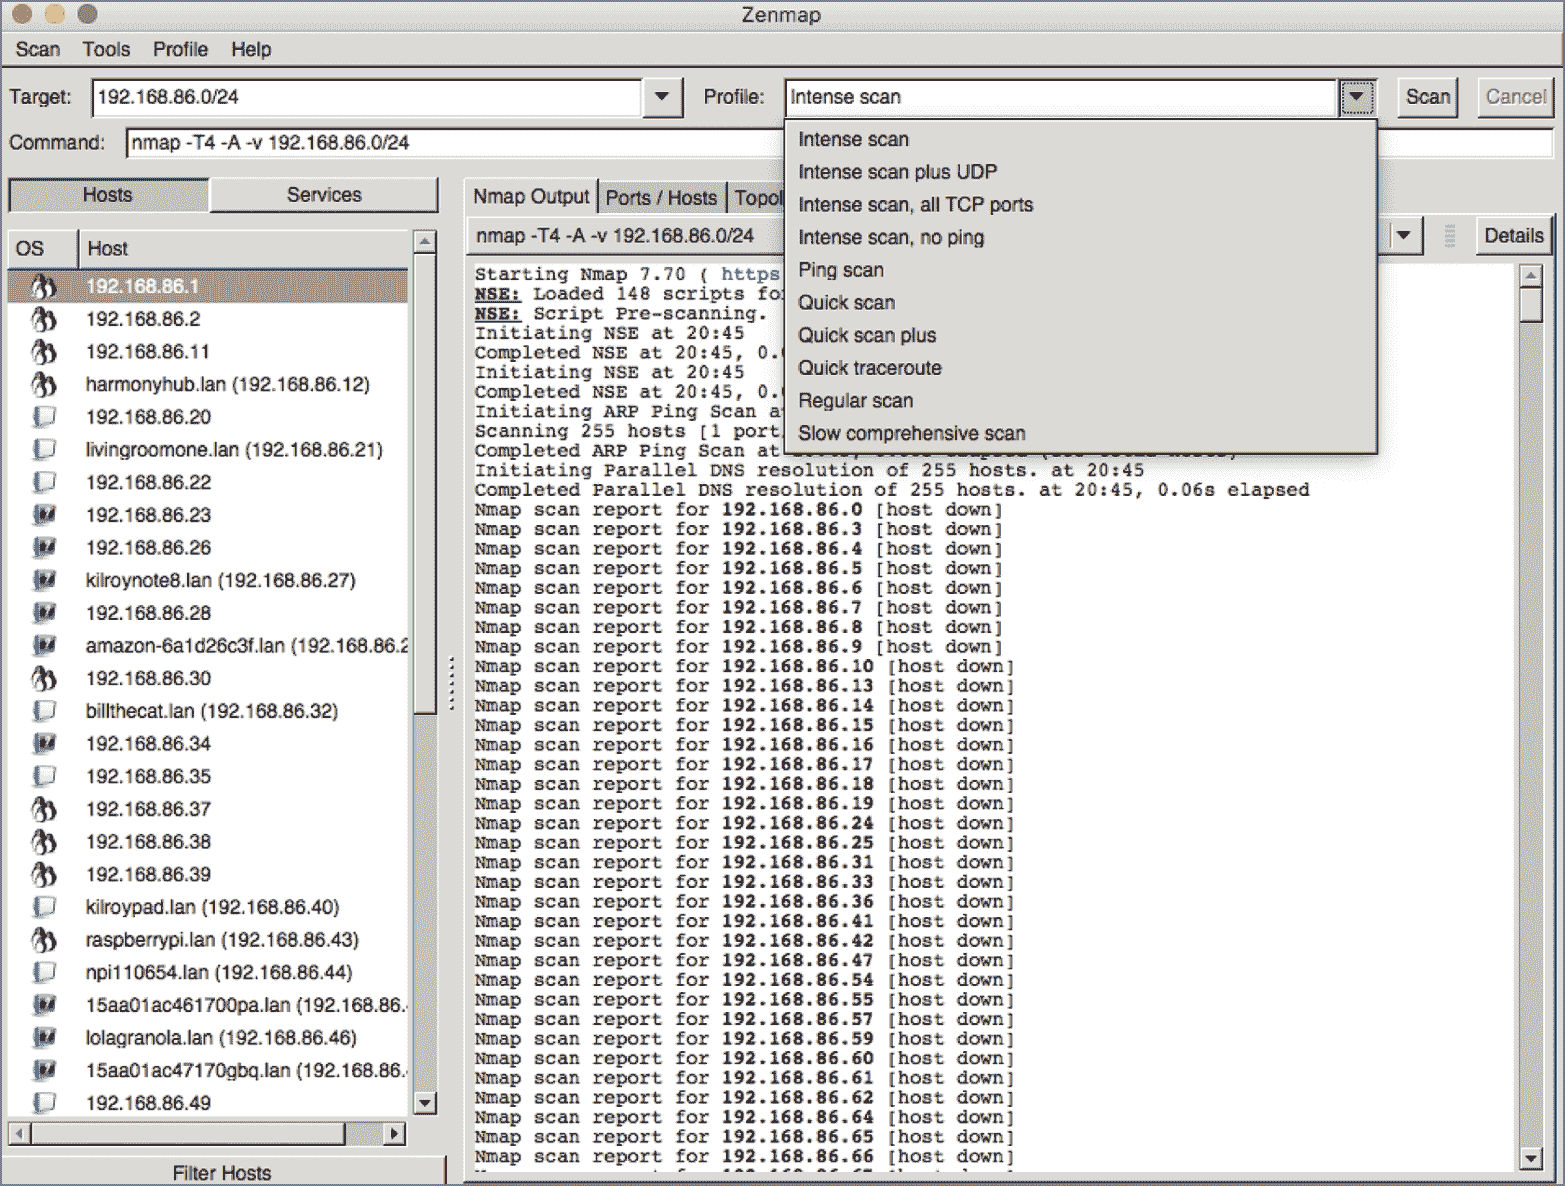 Zenmap
Scan Tools Profile Help
Target: 192.168.86.0/24 Profile: Intense scan Scan Cancel
Command: nmap -T4 -A -v 192.168.86.0/24
Intense scan
Intense scan plus UDP
Intense scan, all TCP ports
Intense scan, no ping
Ping scan
Quick scan
Quick scan plus
Quick traceroute
Regular scan
Slow comprehensive scan
Hosts Services
OS Host
192.168.86.1
192.168.86.2
192.168.86.11
harmonyhub.lan (192.168.86.12)
192.168.86.20
livingroomone.lan (192.168.86.21)
192.168.86.22
192.168.86.23
192.168.86.26
kilroynote8.lan (192.168.86.27)
192.168.86.28
amazon-6a1d26c3f.lan (192.168.86.2
192.168.86.30
billthecat.lan (192.168.86.32)
192.168.86.34
192.168.86.35
192.168.86.37
192.168.86.38
192.168.86.39
kilroypad.lan (192.168.86.40)
raspberrypi.lan (192.168.86.43)
npi110654.lan (192.168.86.44)
15aa01ac461700pa.lan (192.168.86.
lolagranola.lan (192.168.86.46)
15aa01ac47170gbq.lan (192.168.86.
192.168.86.49
Filter Hosts
Nmap Output Ports / Hosts Topol
nmap -T4 -A -v 192.168.86.0/24 Details
Starting Nmap 7.70 ( https
NSE: Loaded 148 scripts fo
NSE: Script Pre-scanning.
Initiating NSE at 20:45
Completed NSE at 20:45, 0.
Initiating NSE at 20:45
Completed NSE at 20:45, 0.
Initiating ARP Ping Scan a
Scanning 255 hosts [1 port
Completed ARP Ping Scan at
Initiating Parallel DNS resolution of 255 hosts. at 20:45
Completed Parallel DNS resolution of 255 hosts. at 20:45, 0.06s elapsed
Nmap scan report for 192.168.86.0 [host down]
Nmap scan report for 192.168.86.3 [host down]
Nmap scan report for 192.168.86.4 [host down]
Nmap scan report for 192.168.86.5 [host down]
Nmap scan report for 192.168.86.6 [host down]
Nmap scan report for 192.168.86.7 [host down]
Nmap scan report for 192.168.86.8 [host down]
Nmap scan report for 192.168.86.9 [host down]
Nmap scan report for 192.168.86.10 [host down]
Nmap scan report for 192.168.86.13 [host down]
Nmap scan report for 192.168.86.14 [host down]
Nmap scan report for 192.168.86.15 [host down]
Nmap scan report for 192.168.86.16 [host down]
Nmap scan report for 192.168.86.17 [host down]
Nmap scan report for 192.168.86.18 [host down]
Nmap scan report for 192.168.86.19 [host down]
Nmap scan report for 192.168.86.24 [host down]
Nmap scan report for 192.168.86.25 [host down]
Nmap scan report for 192.168.86.31 [host down]
Nmap scan report for 192.168.86.33 [host down]
Nmap scan report for 192.168.86.36 [host down]
Nmap scan report for 192.168.86.41 [host down]
Nmap scan report for 192.168.86.42 [host down]
Nmap scan report for 192.168.86.47 [host down]
Nmap scan report for 192.168.86.54 [host down]
Nmap scan report for 192.168.86.55 [host down]
Nmap scan report for 192.168.86.57 [host down]
Nmap scan report for 192.168.86.59 [host down]
Nmap scan report for 192.168.86.60 [host down]
Nmap scan report for 192.168.86.61 [host down]
Nmap scan report for 192.168.86.62 [host down]
Nmap scan report for 192.168.86.64 [host down]
Nmap scan report for 192.168.86.65 [host down]
Nmap scan report for 192.168.86.66 [host down]